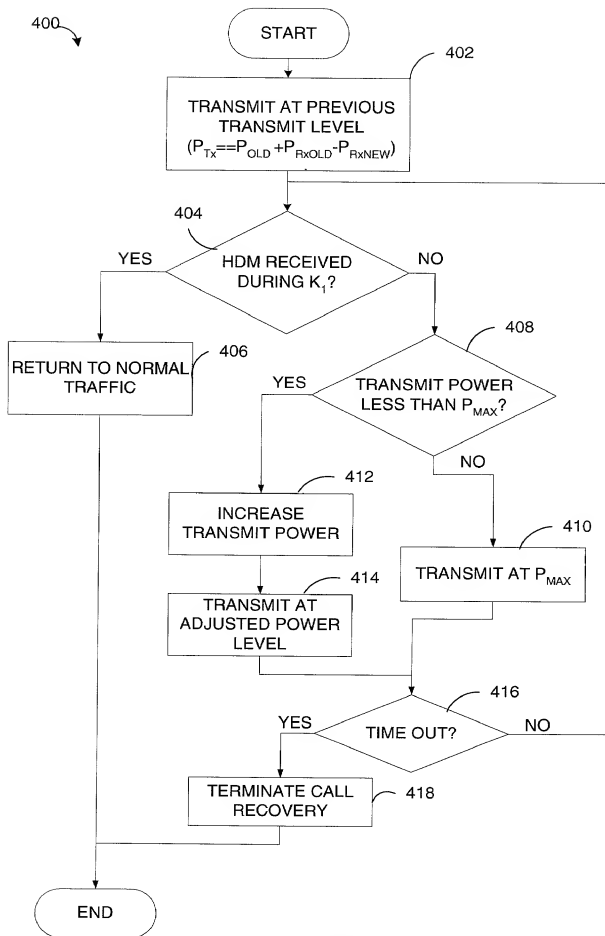 400
START
402
TRANSMIT AT PREVIOUS
TRANSMIT LEVEL
(P_Tx==P_OLD +P_RxOLD-P_RxNEW)
404
YES
HDM RECEIVED
DURING K_1?
NO
RETURN TO NORMAL
TRAFFIC
406
408
YES
TRANSMIT POWER
LESS THAN P_MAX?
NO
412
INCREASE
TRANSMIT POWER
410
TRANSMIT AT P_MAX
414
TRANSMIT AT
ADJUSTED POWER
LEVEL
416
YES
TIME OUT?
NO
TERMINATE CALL
RECOVERY
418
END